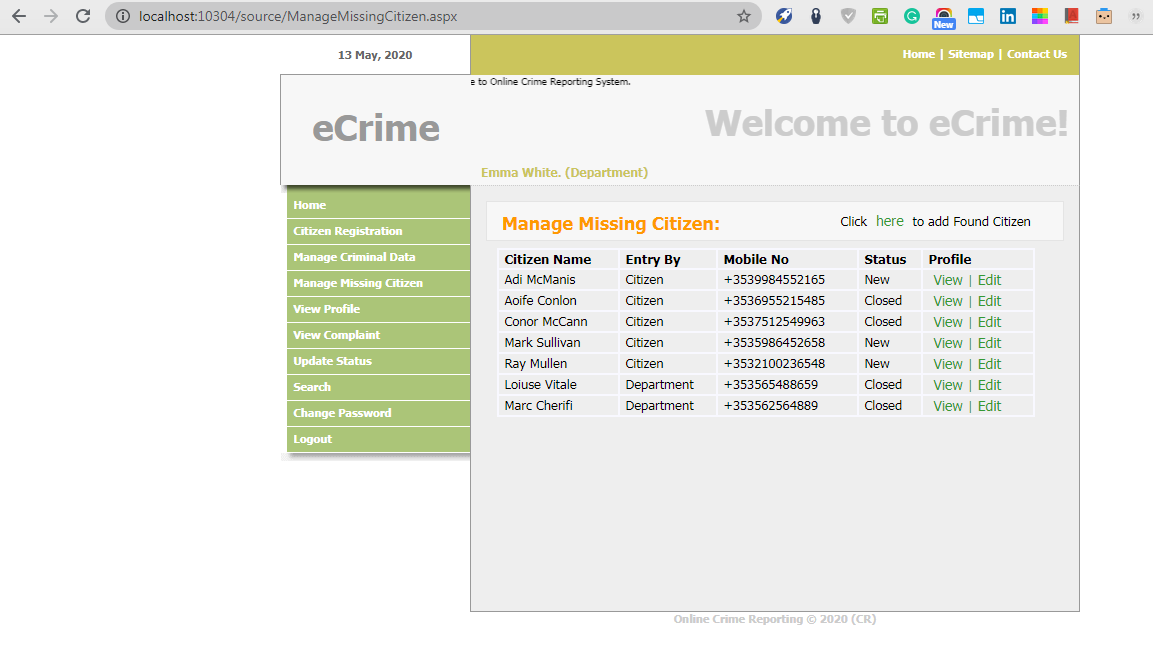 localhost:10304/source/ManageMissingCitizen.aspx
New
13 May, 2020
Home | Sitemap | Contact Us
e to Online Crime Reporting System.
eCrime
Welcome to eCrime!
Emma White. (Department)
Home
Citizen Registration
Manage Criminal Data
Manage Missing Citizen
View Profile
View Complaint
Update Status
Search
Change Password
Logout
Manage Missing Citizen:
Click here to add Found Citizen
Citizen Name Entry By Mobile No Status Profile
Adi McManis Citizen +3539984552165 New View | Edit
Aoife Conlon Citizen +3536955215485 Closed View | Edit
Conor McCann Citizen +3537512549963 Closed View | Edit
Mark Sullivan Citizen +3535986452658 New View | Edit
Ray Mullen Citizen +3532100236548 New View | Edit
Loiuse Vitale Department +353565488659 Closed View | Edit
Marc Cherifi Department +353562564889 Closed View | Edit
Online Crime Reporting © 2020 (CR)